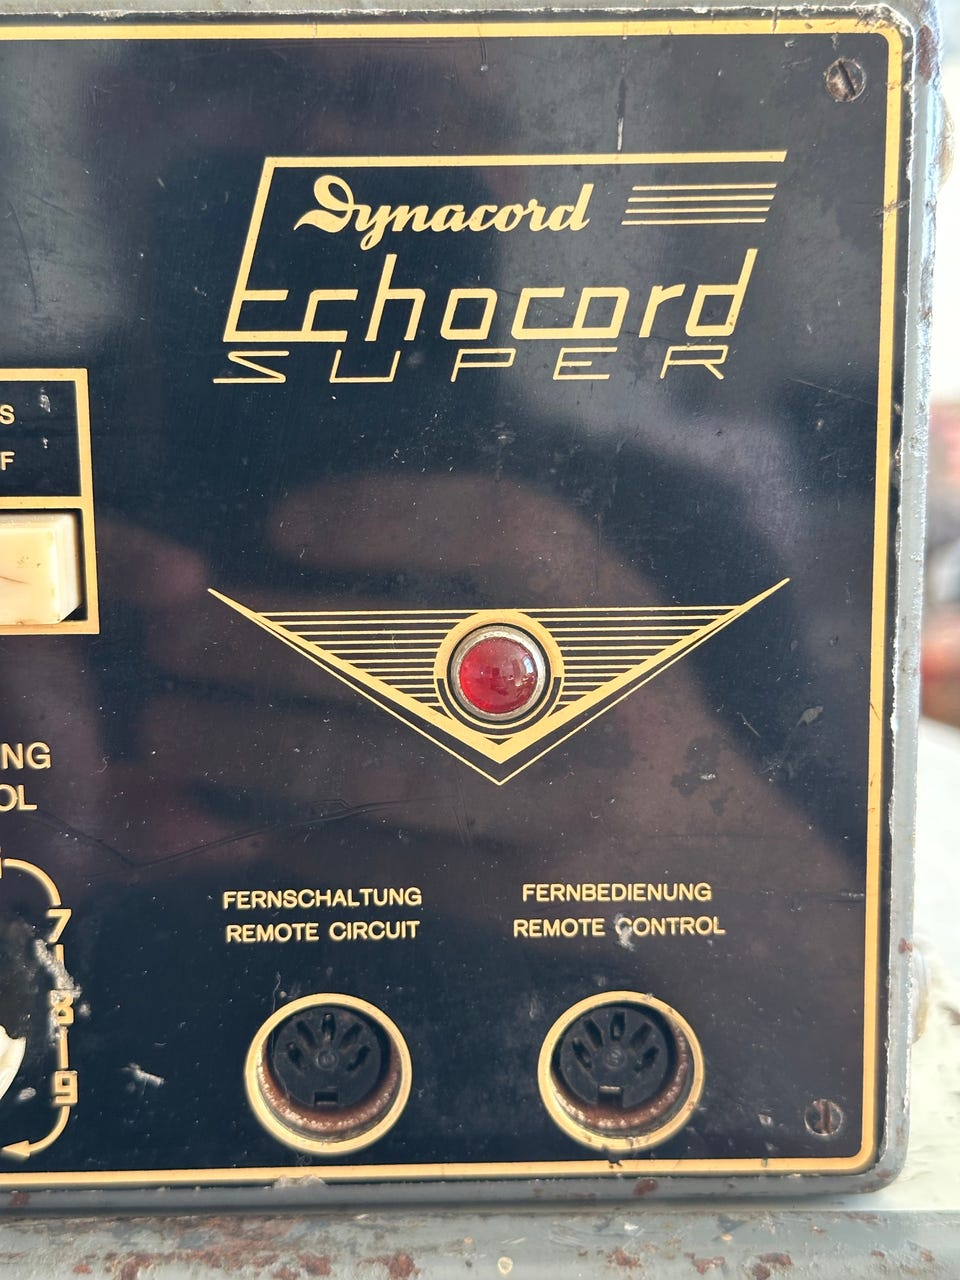 Dynacord
Echocord
SUPER
S
F
NG
OL
FERNSCHALTUNG
REMOTE CIRCUIT
FERNBEDIENUNG
REMOTE CONTROL
7
8
9